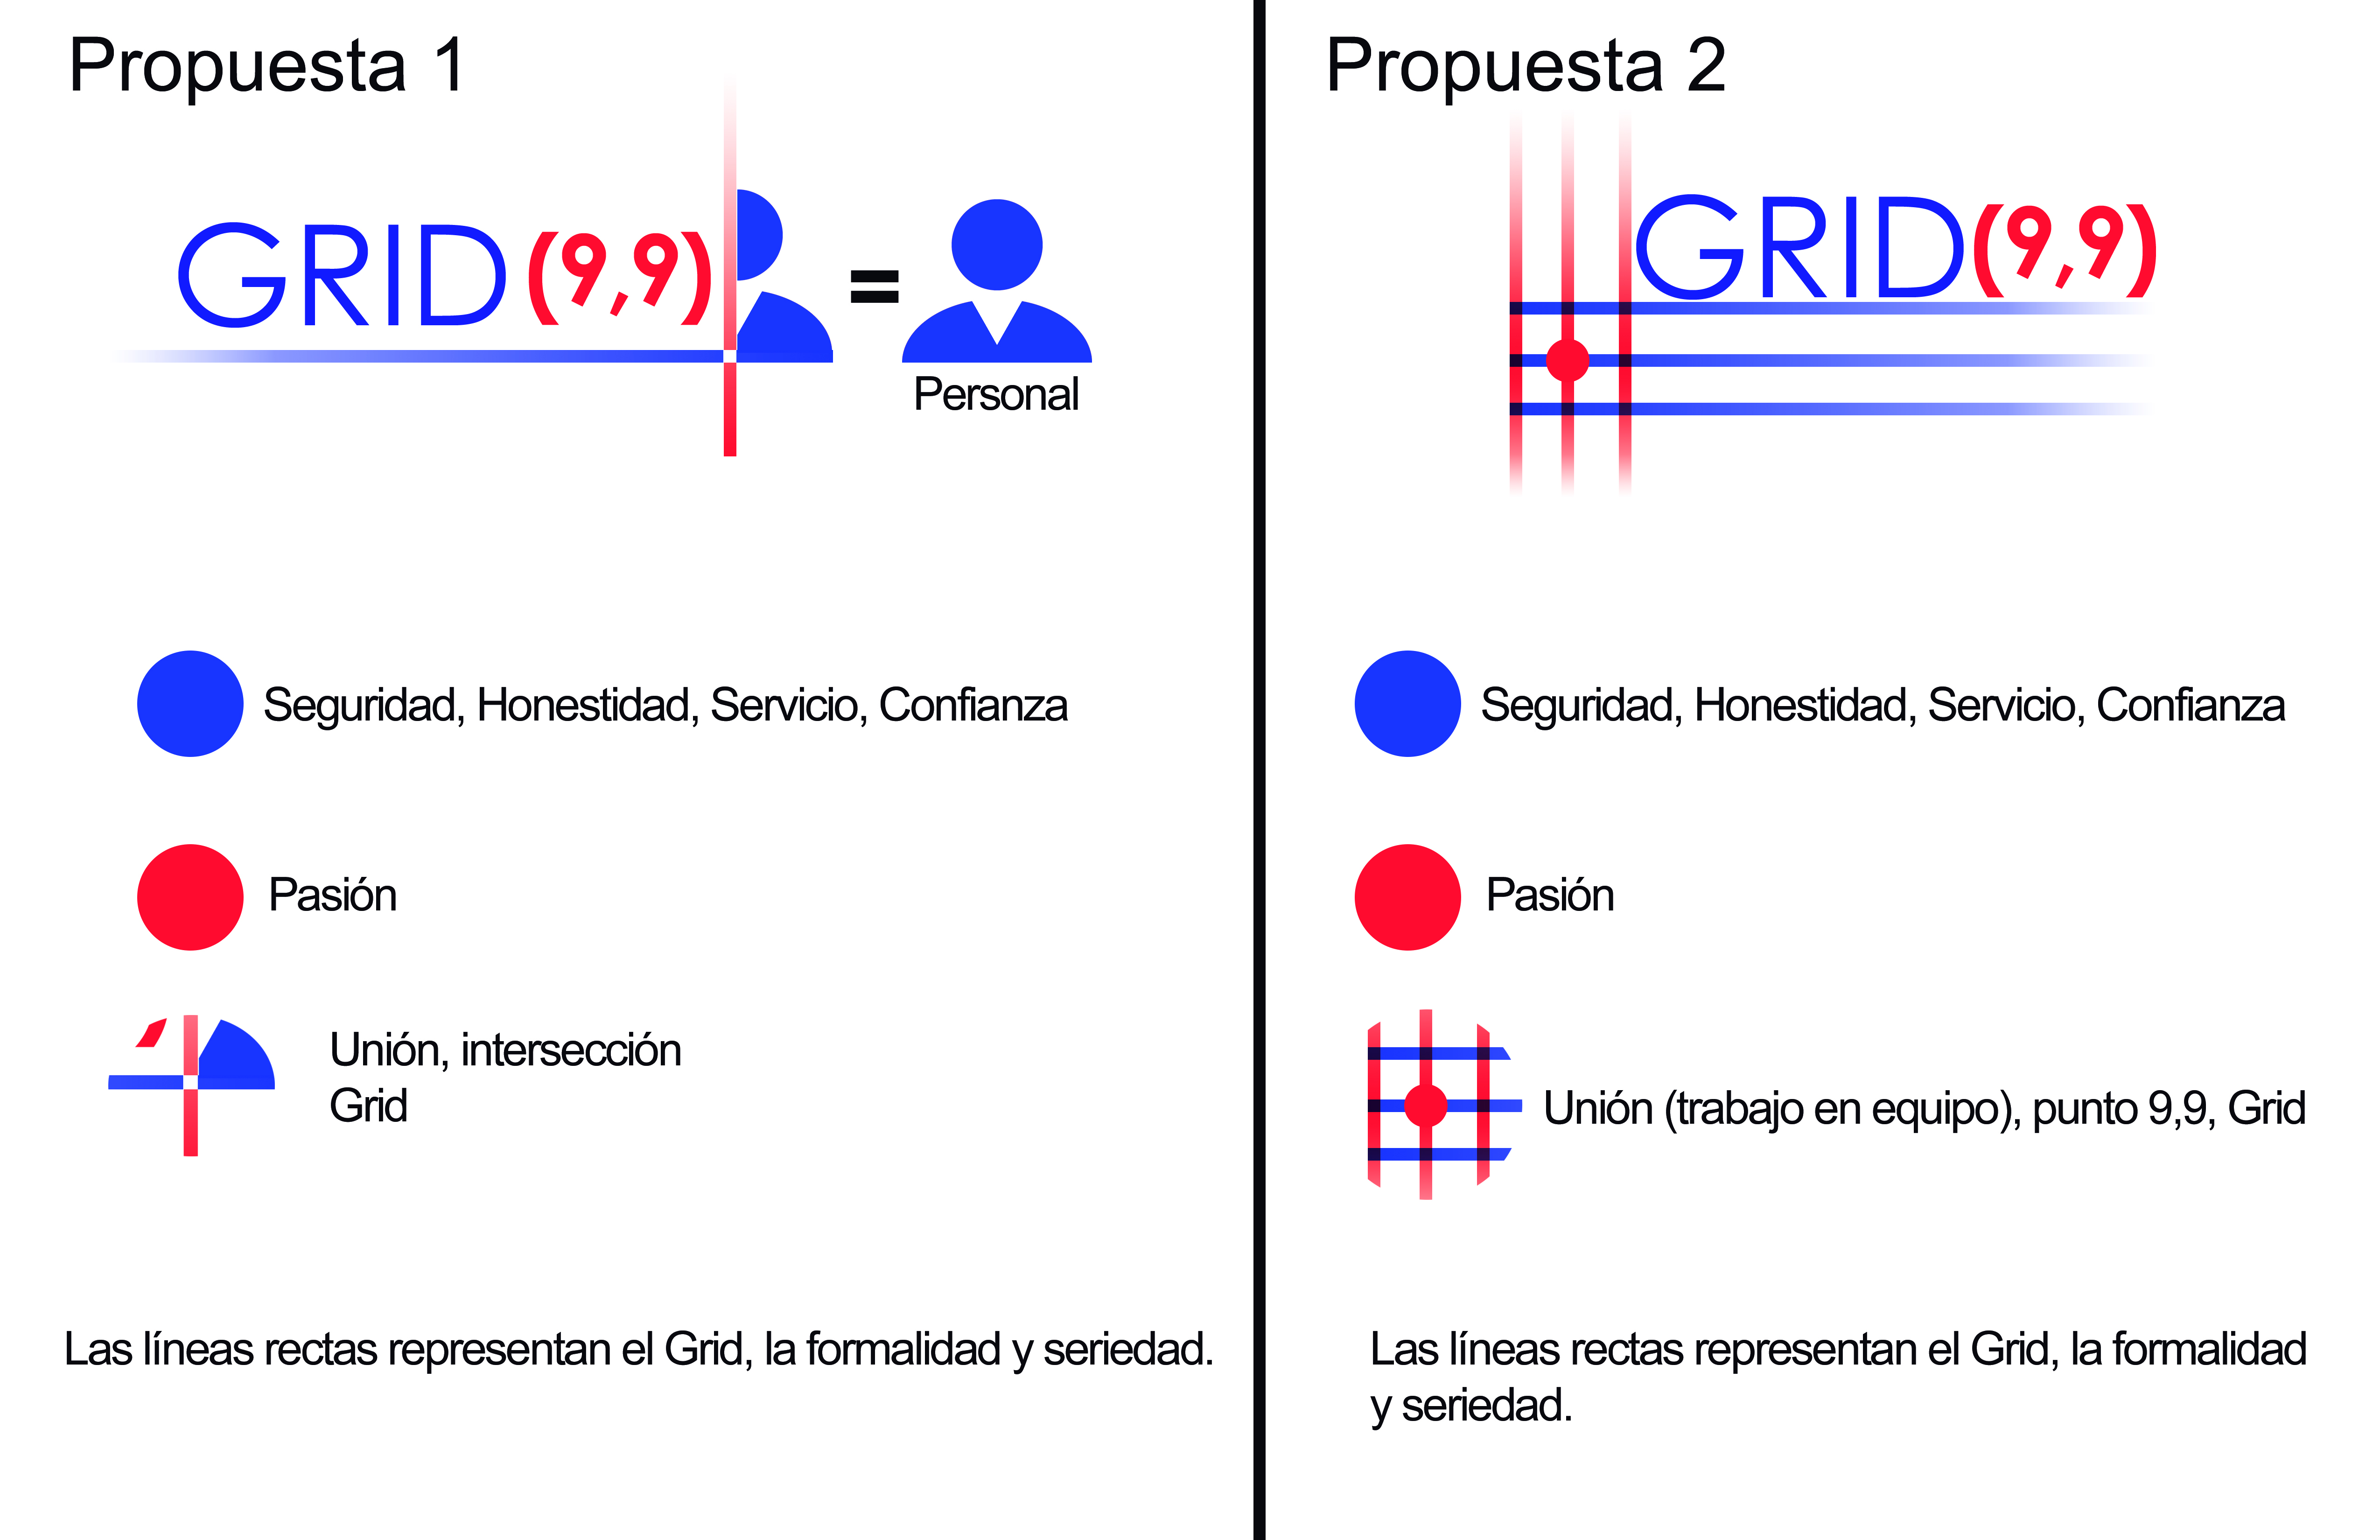 Propuesta 1
GRID(9,9)
=
Personal
Seguridad, Honestidad, Servicio, Confianza
Pasión
Unión, intersección
Grid
Las líneas rectas representan el Grid, la formalidad y seriedad.
Propuesta 2
GRID(9,9)
Seguridad, Honestidad, Servicio, Confianza
Pasión
Unión (trabajo en equipo), punto 9,9, Grid
Las líneas rectas representan el Grid, la formalidad
y seriedad.